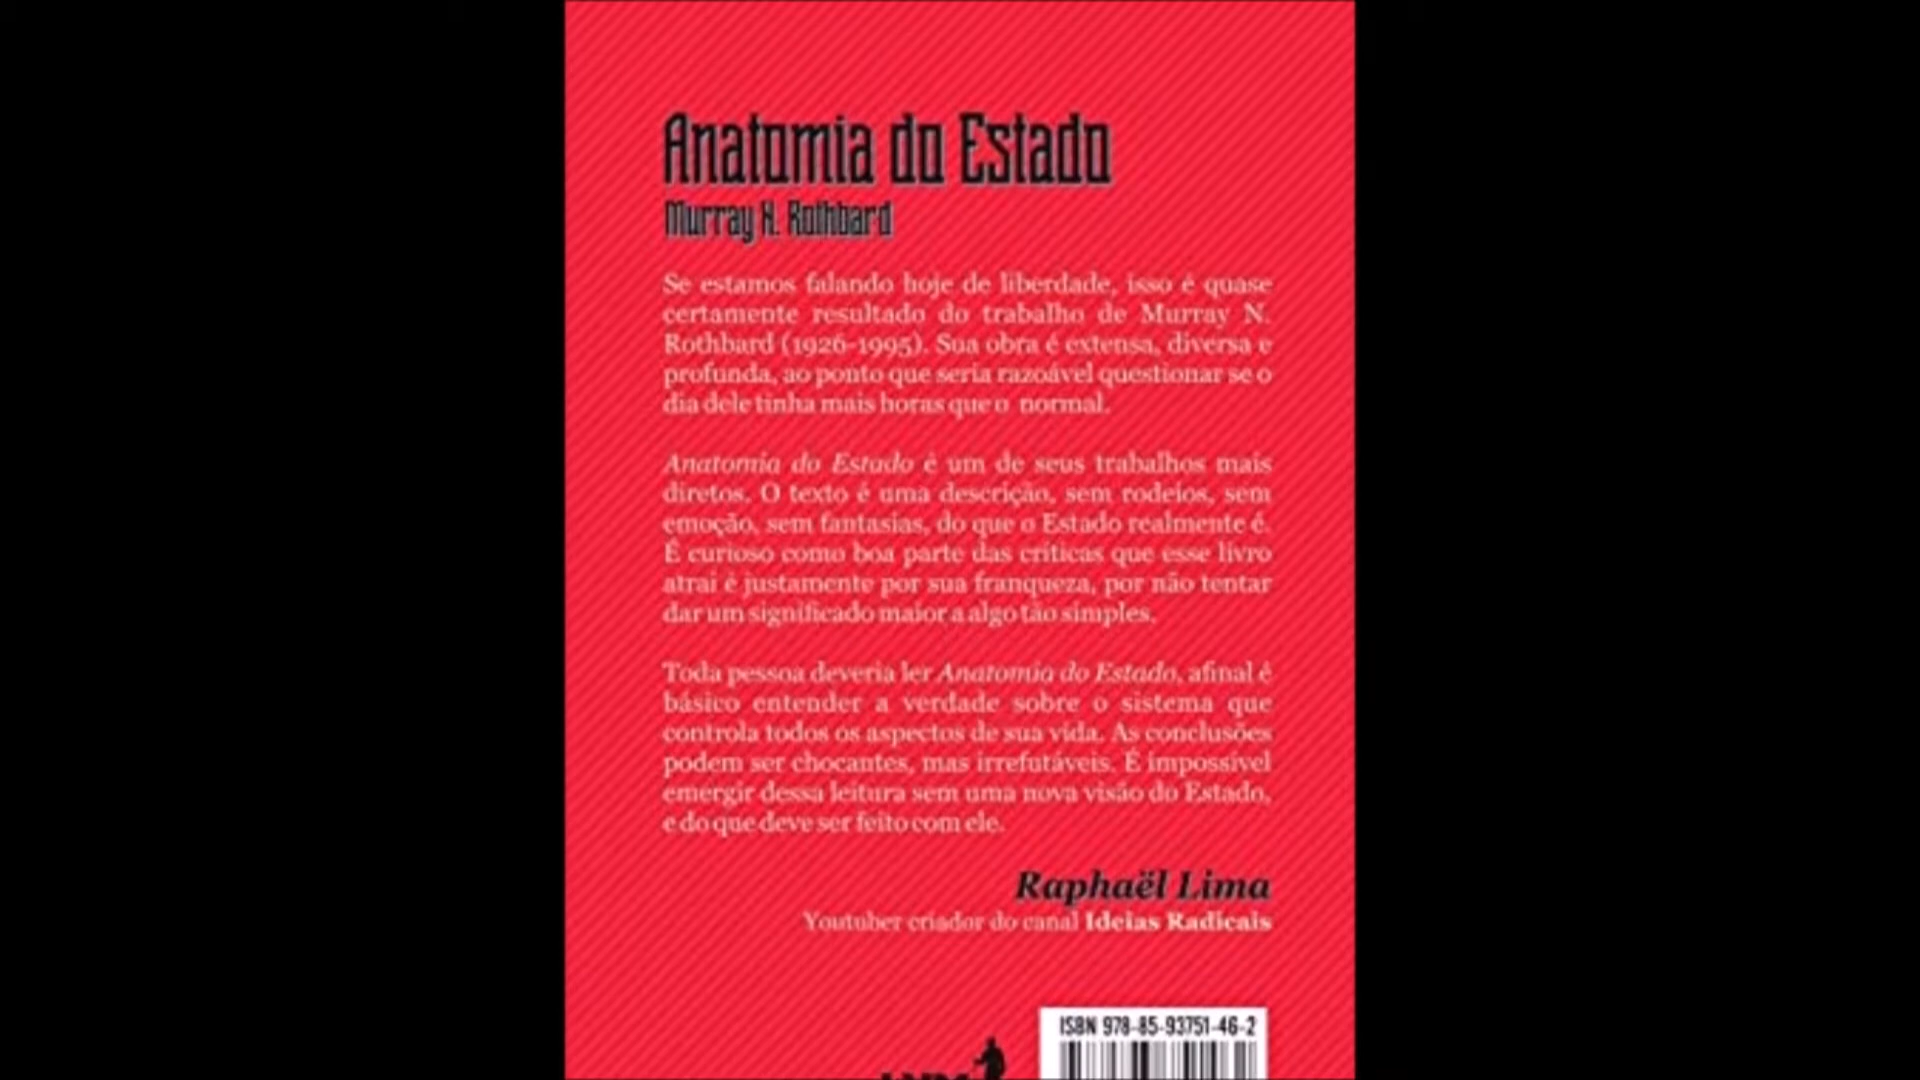 Anatomia do Estado
Murray N. Rothbard
Se estamos falando hoje de liberdade, isso é quase
certamente resultado do trabalho de Murray N.
Rothbard (1926-1995). Sua obra é extensa, diversa e
profunda, ao ponto que seria razoável questionar se o
dia dele tinha mais horas que o normal.
Anatomia do Estado é um de seus trabalhos mais
diretos. O texto é uma descrição, sem rodeios, sem
emoção, sem fantasias, do que o Estado realmente é.
É curioso como boa parte das críticas que esse livro
atrai é justamente por sua franqueza, por não tentar
dar um significado maior a algo tão simples.
Toda pessoa deveria ler Anatomia do Estado, afinal é
básico entender a verdade sobre o sistema que
controla todos os aspectos de sua vida. As conclusões
podem ser chocantes, mas irrefutáveis. É impossível
emergir dessa leitura sem uma nova visão do Estado,
e do que deve ser feito com ele.
Raphaël Lima
Youtuber criador do canal Ideias Radicais
ISBN 978-85-93751-46-2